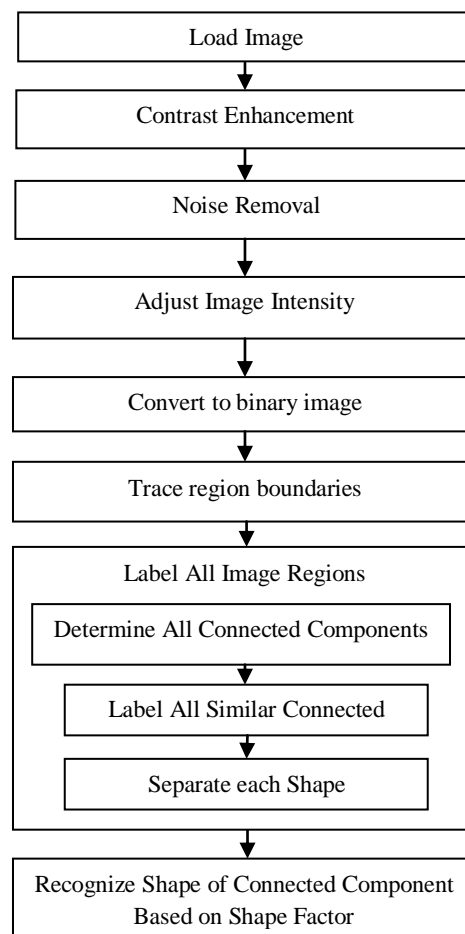 Load Image
Contrast Enhancement
Noise Removal
Adjust Image Intensity
Convert to binary image
Trace region boundaries
Label All Image Regions
Determine All Connected Components
Label All Similar Connected
Separate each Shape
Recognize Shape of Connected Component
Based on Shape Factor